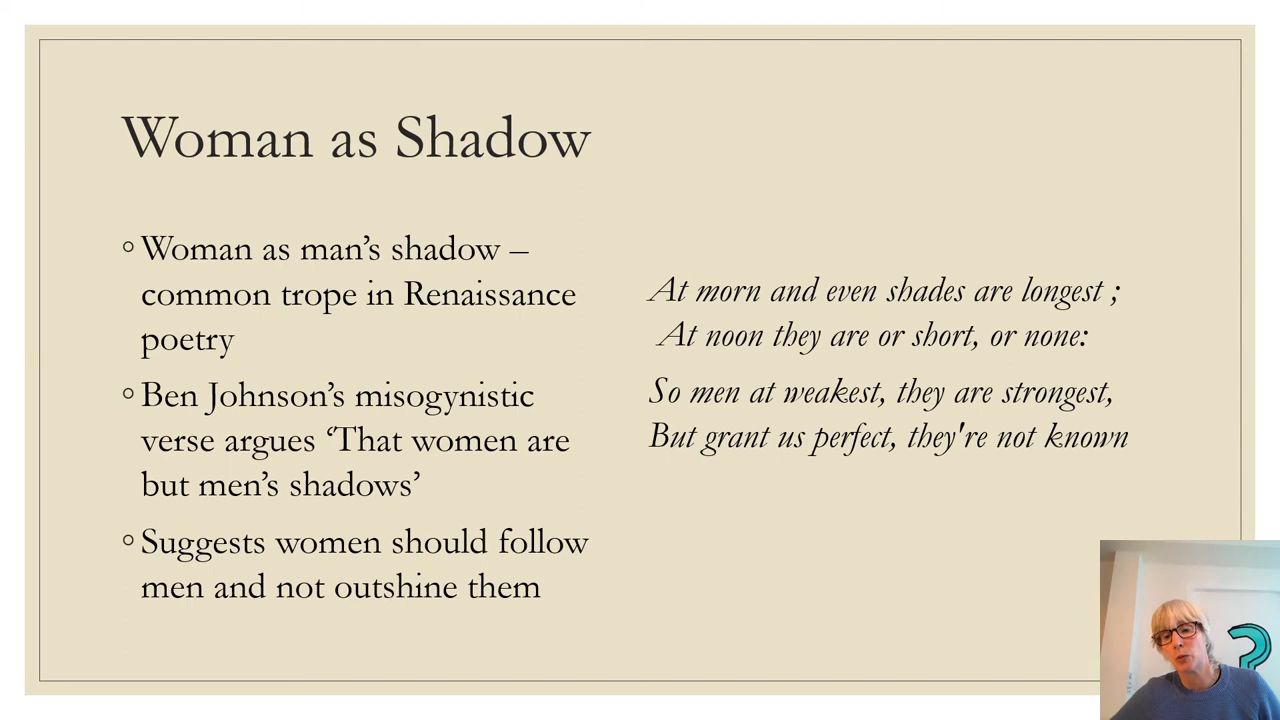 Woman as Shadow
◦ Woman as man’s shadow –
common trope in Renaissance
poetry
◦ Ben Johnson’s misogynistic
verse argues ‘That women are
but men’s shadows’
◦ Suggests women should follow
men and not outshine them
At morn and even shades are longest ;
At noon they are or short, or none:
So men at weakest, they are strongest,
But grant us perfect, they're not known
?